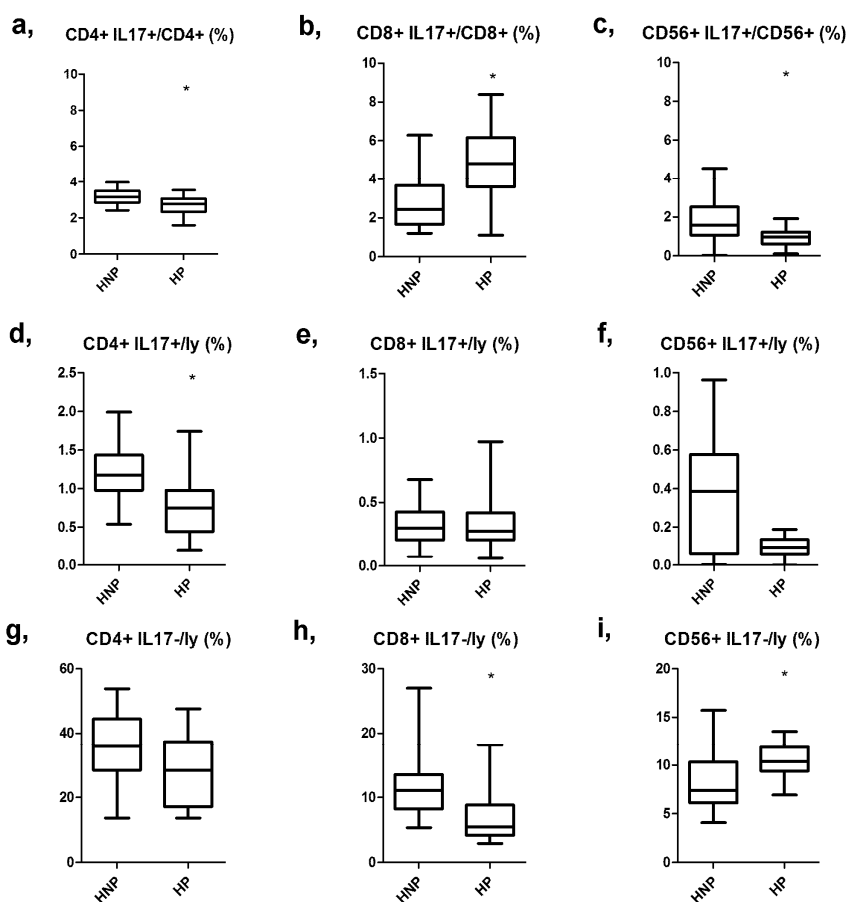 a, CD4+ IL17+/CD4+ (%)
10
*
8
6
4
2
0
HNP HP
b, CD8+ IL17+/CD8+ (%)
10
*
8
6
4
2
0
HNP HP
c, CD56+ IL17+/CD56+ (%)
10
*
8
6
4
2
0
HNP HP
d, CD4+ IL17+/ly (%)
2.5
*
2.0
1.5
1.0
0.5
0.0
HNP HP
e, CD8+ IL17+/ly (%)
1.5
1.0
0.5
0.0
HNP HP
f, CD56+ IL17+/ly (%)
1.0
0.8
0.6
0.4
0.2
0.0
HNP HP
g, CD4+ IL17-/ly (%)
60
40
20
0
HNP HP
h, CD8+ IL17-/ly (%)
30
*
20
10
0
HNP HP
i, CD56+ IL17-/ly (%)
20
*
15
10
5
0
HNP HP